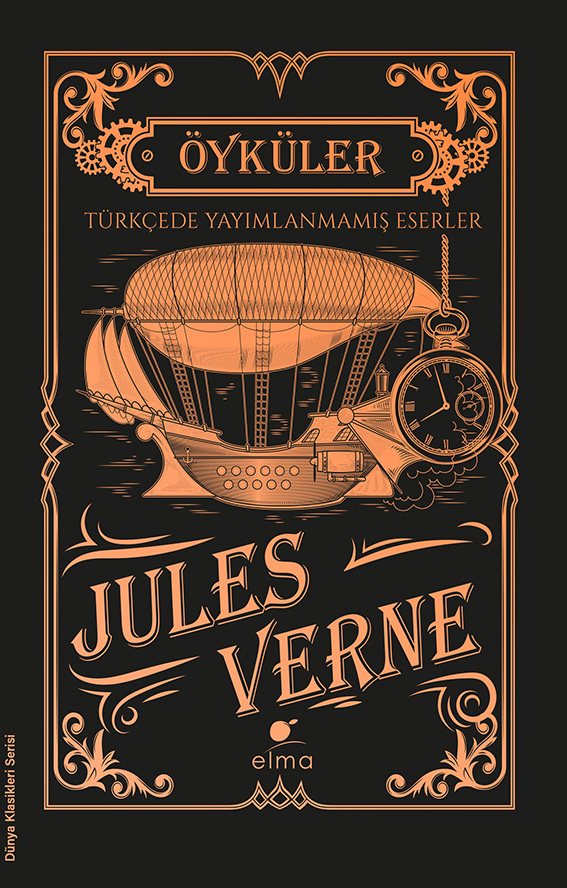 ÖYKÜLER
TÜRKÇEDE YAYIMLANMAMIŞ ESERLER
JULES
VERNE
elma
Dünya Klasikleri Serisi